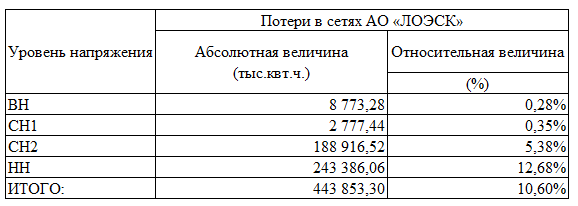 Уровень напряжения
Потери в сетях АО «ЛОЭСК»
Абсолютная величина
(тыс.квт.ч.)
Относительная величина
(%)
ВН 8 773,28 0,28%
СН1 2 777,44 0,35%
СН2 188 916,52 5,38%
НН 243 386,06 12,68%
ИТОГО: 443 853,30 10,60%